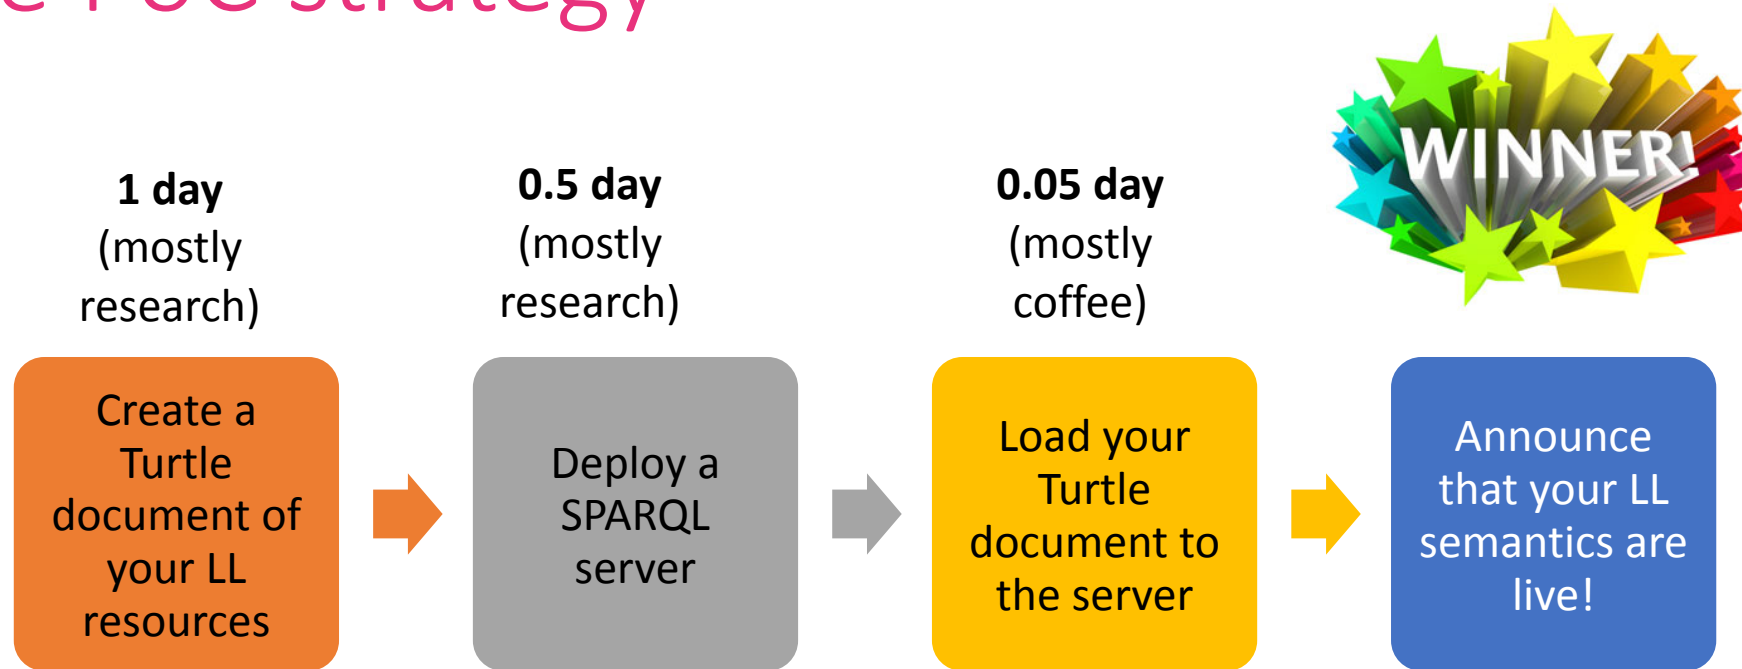 e PoC strategy
WINNER!
1 day
(mostly
research)
0.5 day
(mostly
research)
0.05 day
(mostly
coffee)
Create a
Turtle
document of
your LL
resources
Deploy a
SPARQL
server
Load your
Turtle
document to
the server
Announce
that your LL
semantics are
live!